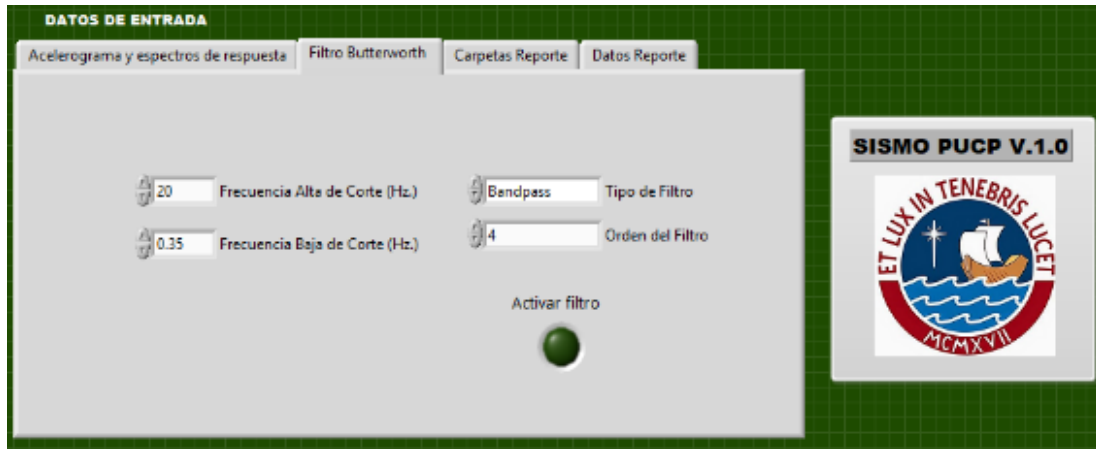 DATOS DE ENTRADA
Acelerograma y espectros de respuesta
Filtro Butterworth
Carpetas Reporte
Datos Reporte
20 Frecuencia Alta de Corte (Hz.)
Bandpass Tipo de Filtro
0.35 Frecuencia Baja de Corte (Hz.)
4 Orden del Filtro
Activar filtro
SISMO PUCP V.1.0
ET LUX IN TENEBRIS LUCET
MCMXVII